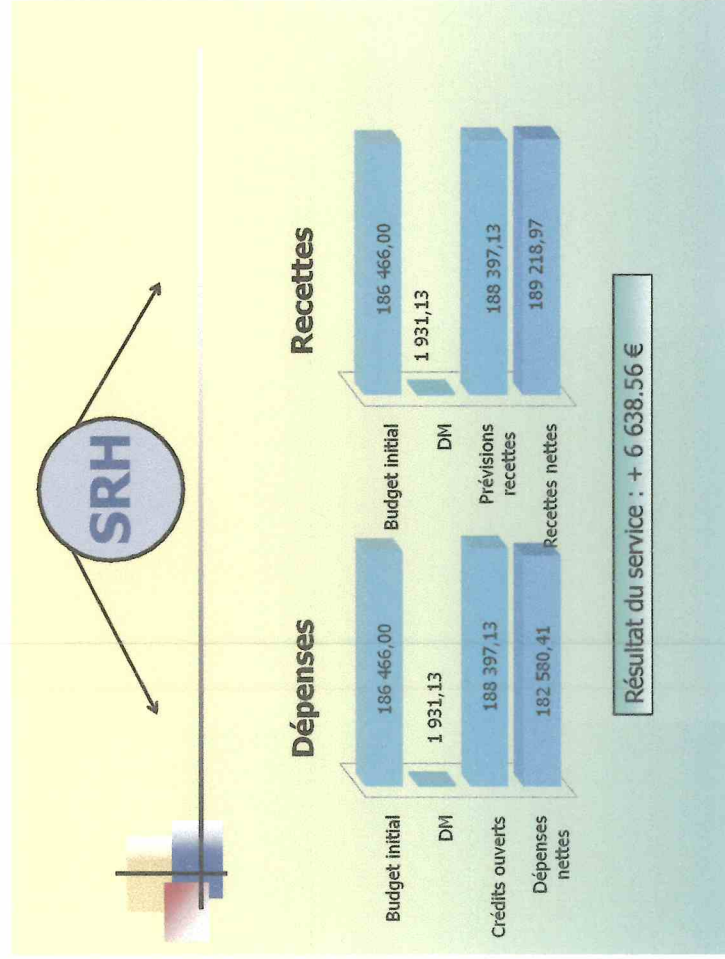 SRH
Dépenses
Budget initial
186 466,00
DM
1 931,13
Crédits ouverts
188 397,13
Dépenses
nettes
182 580,41
Recettes
Budget initial
186 466,00
DM
1 931,13
Prévisions
recettes
188 397,13
Recettes nettes
189 218,97
Résultat du service : + 6 638.56 €